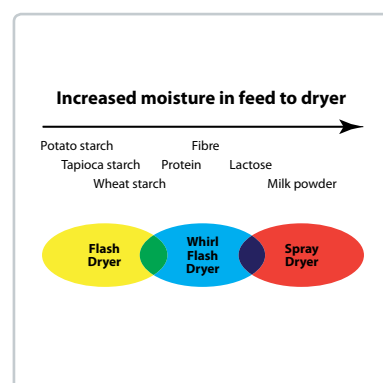 Increased moisture in feed to dryer
Potato starch Fibre
Tapioca starch Protein Lactose
Wheat starch Milk powder
Flash
Dryer
Whirl
Flash
Dryer
Spray
Dryer